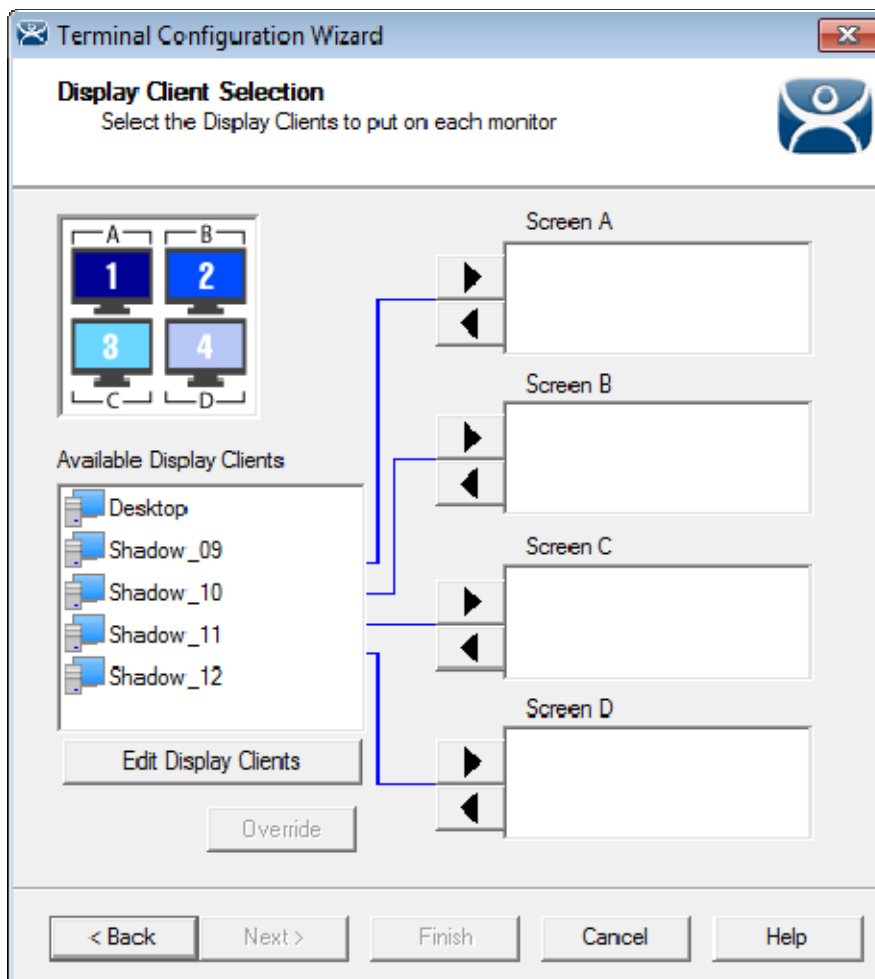 Terminal Configuration Wizard
Display Client Selection
Select the Display Clients to put on each monitor
A B
1 2
3 4
C D
Available Display Clients
Desktop
Shadow_09
Shadow_10
Shadow_11
Shadow_12
Edit Display Clients
Override
Screen A
Screen B
Screen C
Screen D
< Back Next > Finish Cancel Help